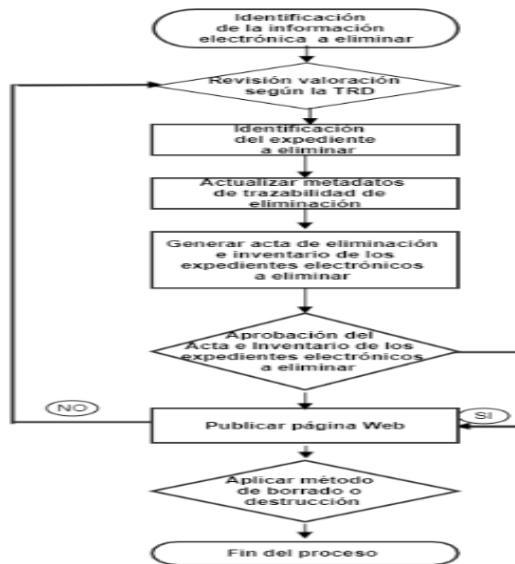 Identificación
de la información
electrónica a eliminar
Revisión valoración
según la TRD
Identificación
del expediente
a eliminar
Actualizar metadatos
de trazabilidad de
eliminación
Generar acta de eliminación
e inventario de los
expedientes electrónicos
a eliminar
Aprobación del
Acta e Inventario de los
expedientes electrónicos
a eliminar
NO
SI
Publicar página Web
Aplicar método
de borrado o
destrucción
Fin del proceso